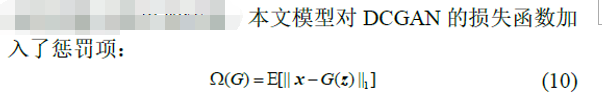 本文模型对 DCGAN 的损失函数加
入了惩罚项：
Ω(G) = E[|| x − G(z) ||₁] (10)